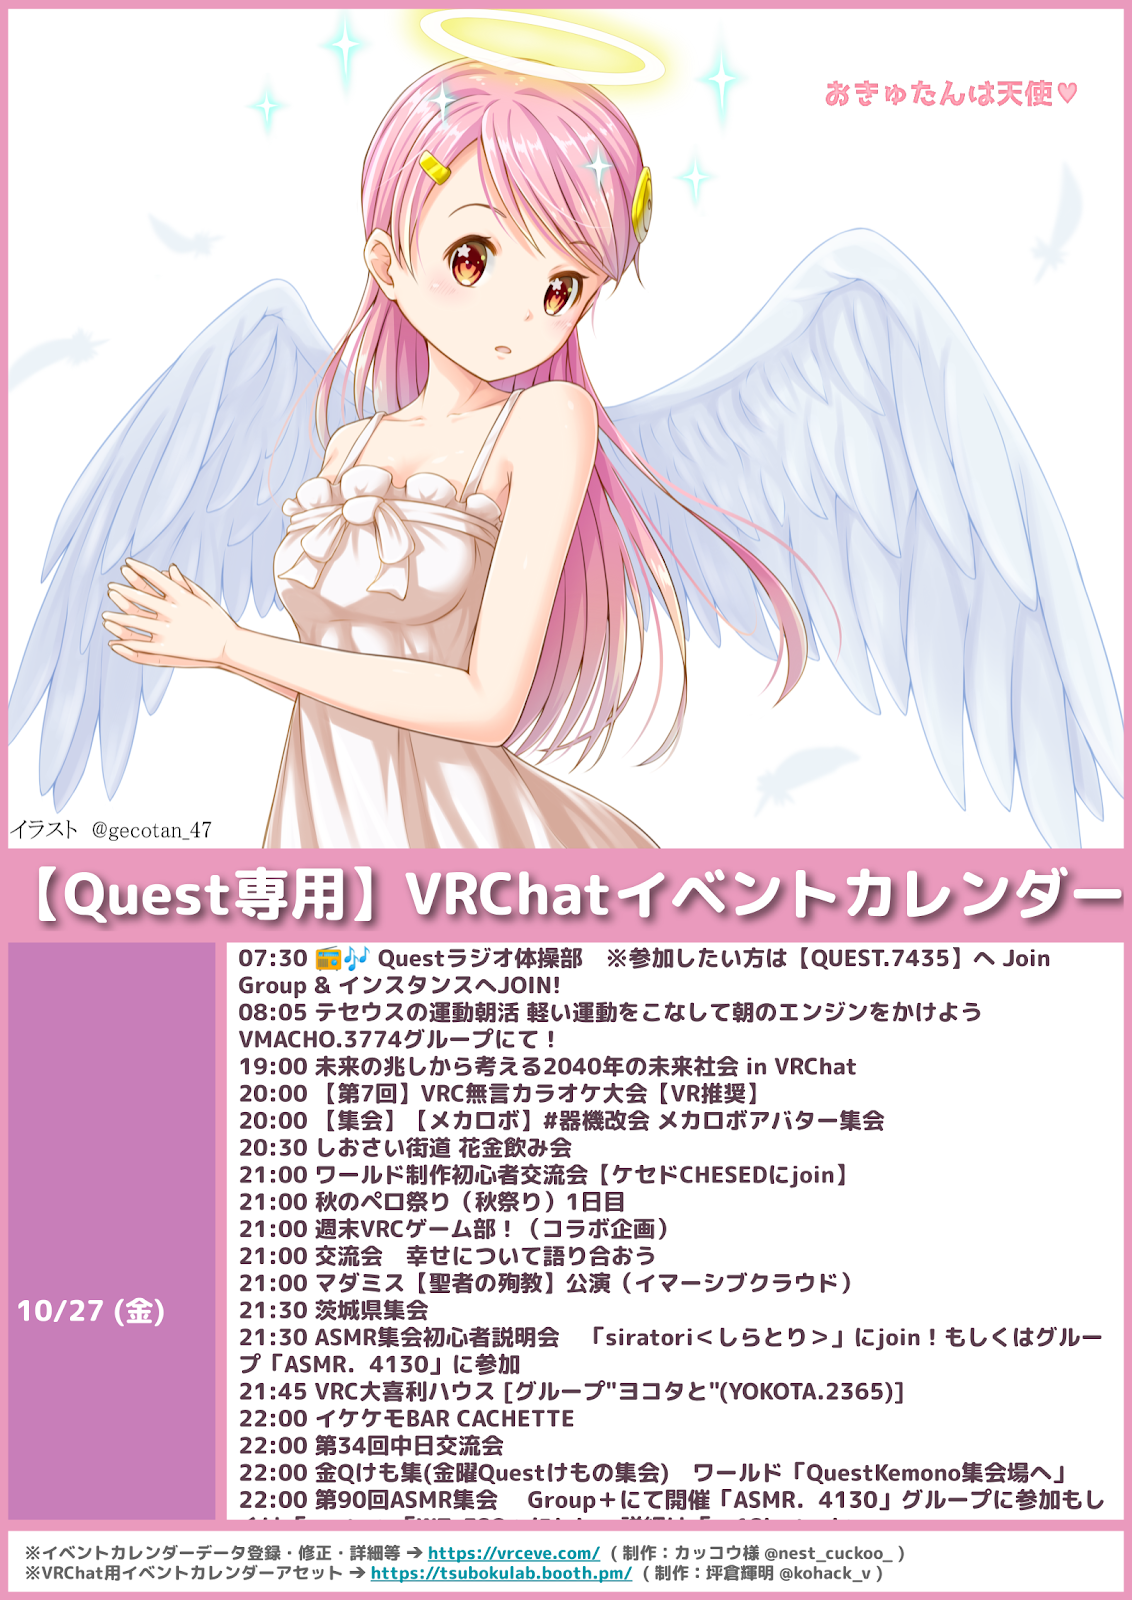 おきゅたんは天使♥
イラスト @gecotan_47
【Quest専用】VRChatイベントカレンダー
10/27 (金)
07:30 📻🎶 Questラジオ体操部 ※参加したい方は【QUEST.7435】へ Join
Group & インスタンスへJOIN!
08:05 テセウスの運動朝活 軽い運動をこなして朝のエンジンをかけよう
VMACHO.3774グループにて！
19:00 未来の兆しから考える2040年の未来社会 in VRChat
20:00 【第7回】VRC無言カラオケ大会【VR推奨】
20:00 【集会】【メカロボ】#器機改会 メカロボアバター集会
20:30 しおさい街道 花金飲み会
21:00 ワールド制作初心者交流会【ケセドCHESEDにjoin】
21:00 秋のペロ祭り（秋祭り）1日目
21:00 週末VRCゲーム部！（コラボ企画）
21:00 交流会 幸せについて語り合おう
21:00 マダミス【聖者の殉教】公演（イマーシブクラウド）
21:30 茨城県集会
21:30 ASMR集会初心者説明会 「siratori＜しらとり＞」にjoin！もしくはグルー
プ「ASMR．4130」に参加
21:45 VRC大喜利ハウス [グループ"ヨコタと"(YOKOTA.2365)]
22:00 イケケモBAR CACHETTE
22:00 第34回中日交流会
22:00 金Qけも集(金曜Questけもの集会) ワールド「QuestKemono集会場へ」
22:00 第90回ASMR集会 Group＋にて開催「ASMR．4130」グループに参加もし
※イベントカレンダーデータ登録・修正・詳細等 ➔ https://vrceve.com/ ( 制作：カッコウ様 @nest_cuckoo_ )
※VRChat用イベントカレンダーアセット ➔ https://tsubokulab.booth.pm/ ( 制作：坪倉輝明 @kohack_v )